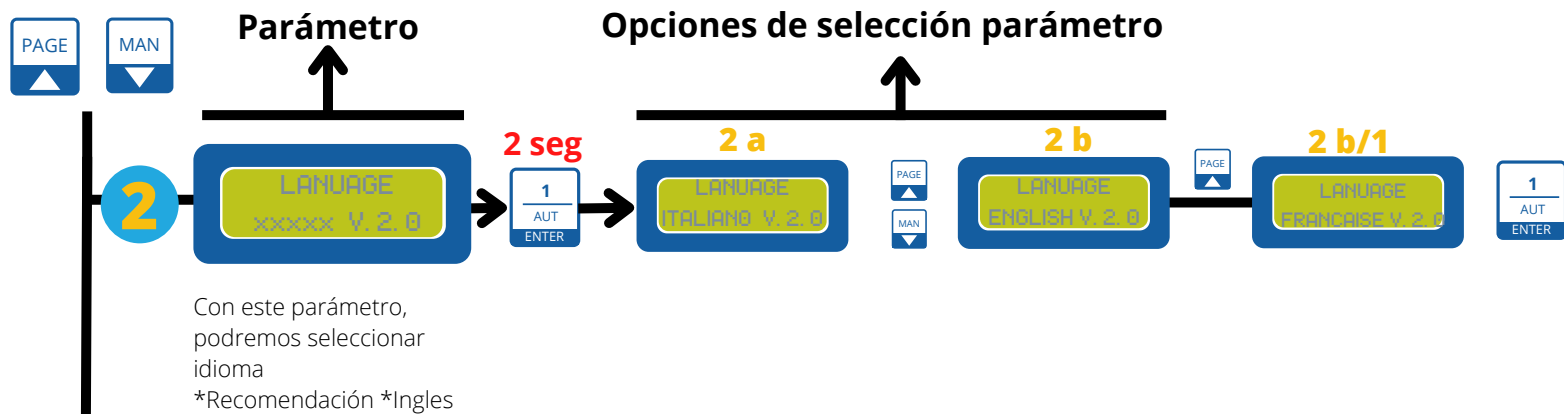 PAGE
MAN
Parámetro
Opciones de selección parámetro
2
LANUAGE
xxxxx V.2.0
2 seg
1
AUT
ENTER
2 a
LANUAGE
ITALIANO V.2.0
PAGE
MAN
2 b
LANUAGE
ENGLISH V.2.0
PAGE
2 b/1
LANUAGE
FRANCAISE V.2.0
1
AUT
ENTER
Con este parámetro,
podremos seleccionar
idioma
*Recomendación *Ingles